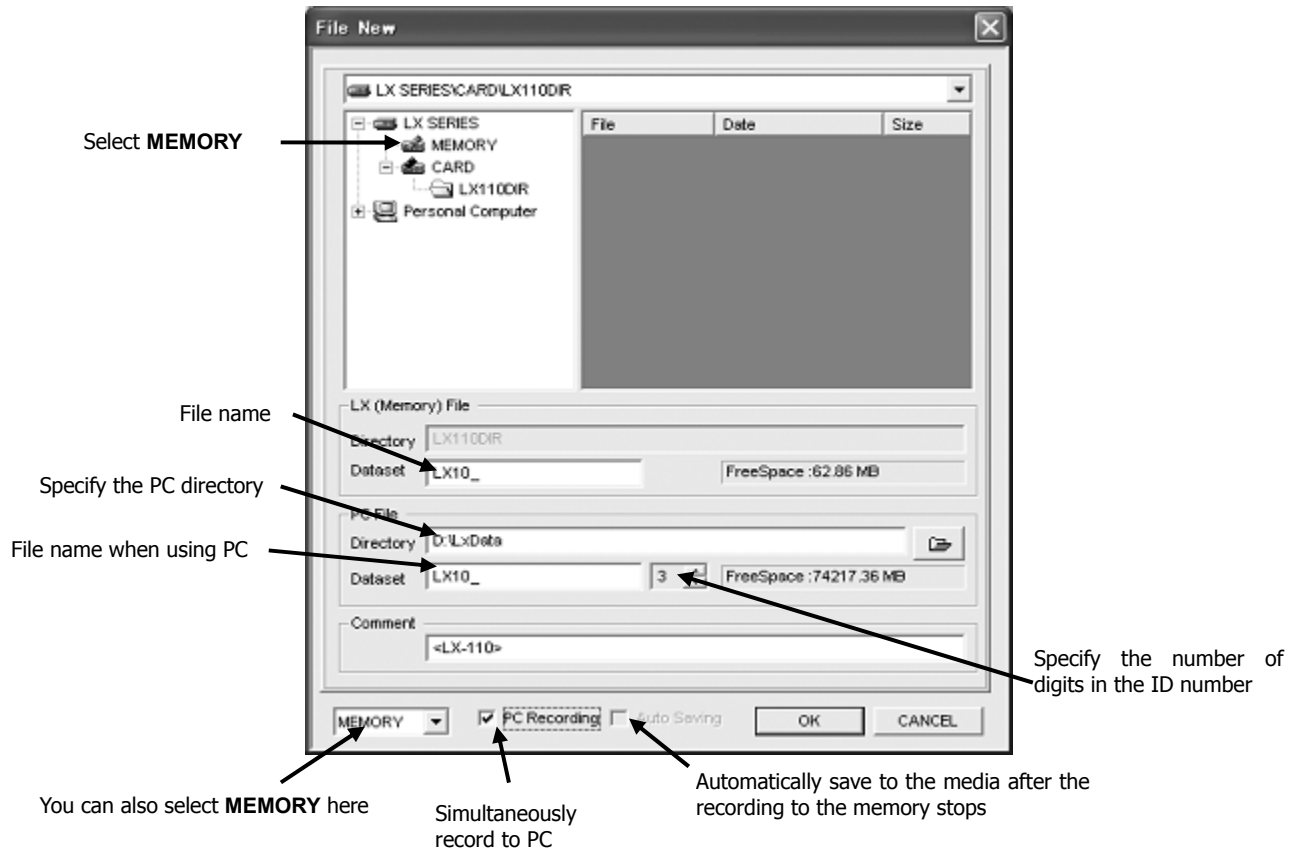 File New
LX SERIES\CARD\LX110DIR
LX SERIES
File Date Size
Select MEMORY
MEMORY
CARD
LX110DIR
Personal Computer
LX (Memory) File
File name
Directory LX110DIR
Dataset LX10_ FreeSpace :62.86 MB
Specify the PC directory
PC File
Directory D:\LxData
File name when using PC
Dataset LX10_ 3 FreeSpace :74217.36 MB
Comment
<LX-110>
Specify the number of
digits in the ID number
MEMORY PC Recording Auto Saving OK CANCEL
You can also select MEMORY here
Simultaneously
record to PC
Automatically save to the media after the
recording to the memory stops